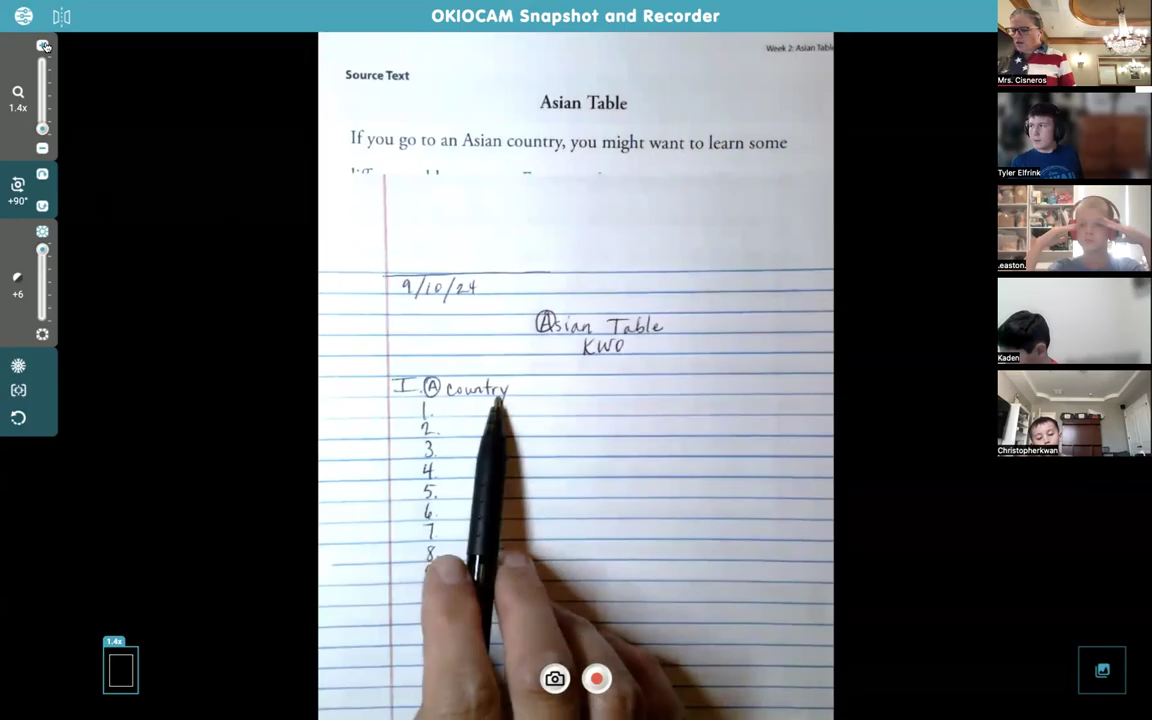 OKIOCAM Snapshot and Recorder
1.4x
+90°
+6
1.4x
Week 2: Asian Tabl
Source Text
Asian Table
If you go to an Asian country, you might want to learn some
9/10/24
Asian Table
KWO
I. A country
1.
2.
3.
4.
5.
6.
7.
8.
Mrs. Cisneros
Tyler Elfrink
Easton.
Kaden
Christopherkwan